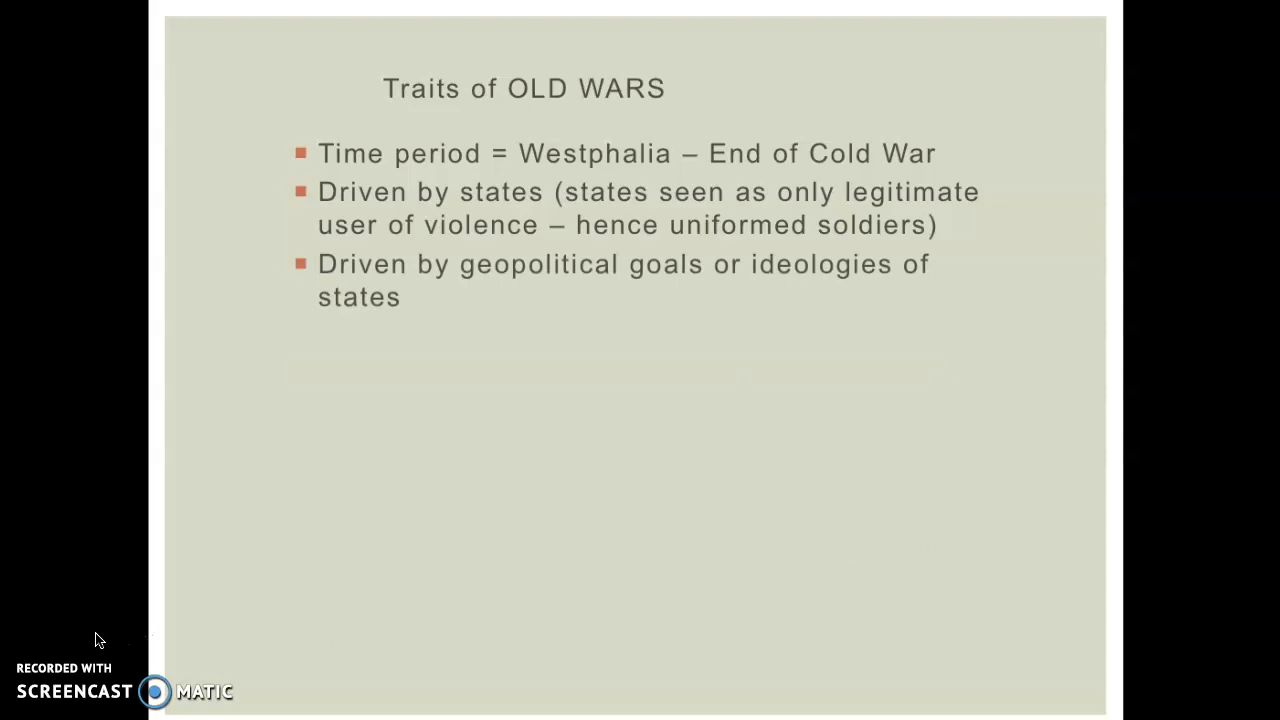 Traits of OLD WARS
Time period = Westphalia – End of Cold War
Driven by states (states seen as only legitimate
user of violence – hence uniformed soldiers)
Driven by geopolitical goals or ideologies of
states
RECORDED WITH
SCREENCAST MATIC